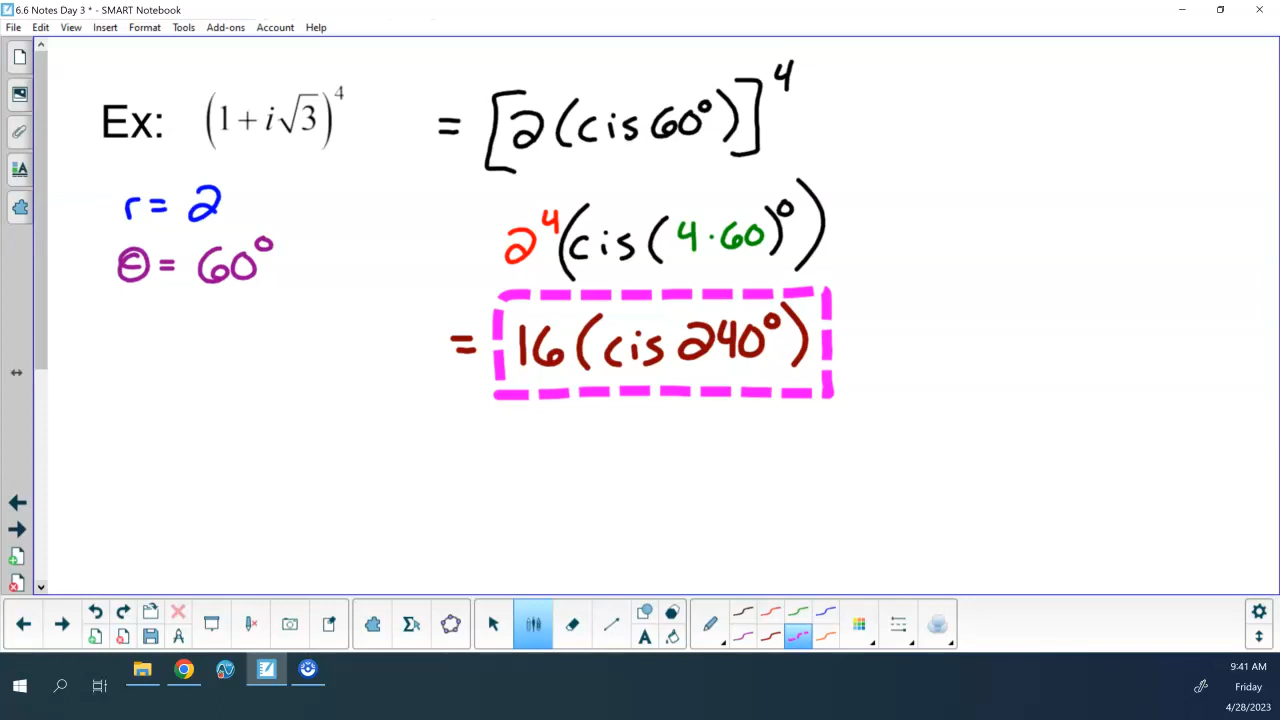 6.6 Notes Day 3 * - SMART Notebook
File Edit View Insert Format Tools Add-ons Account Help
Ex: (1 + i√3)^4 = [2(cis 60°)]^4
r = 2
2^4(cis(4·60)°)
θ = 60°
= 16(cis 240°)
9:41 AM
Friday
4/28/2023